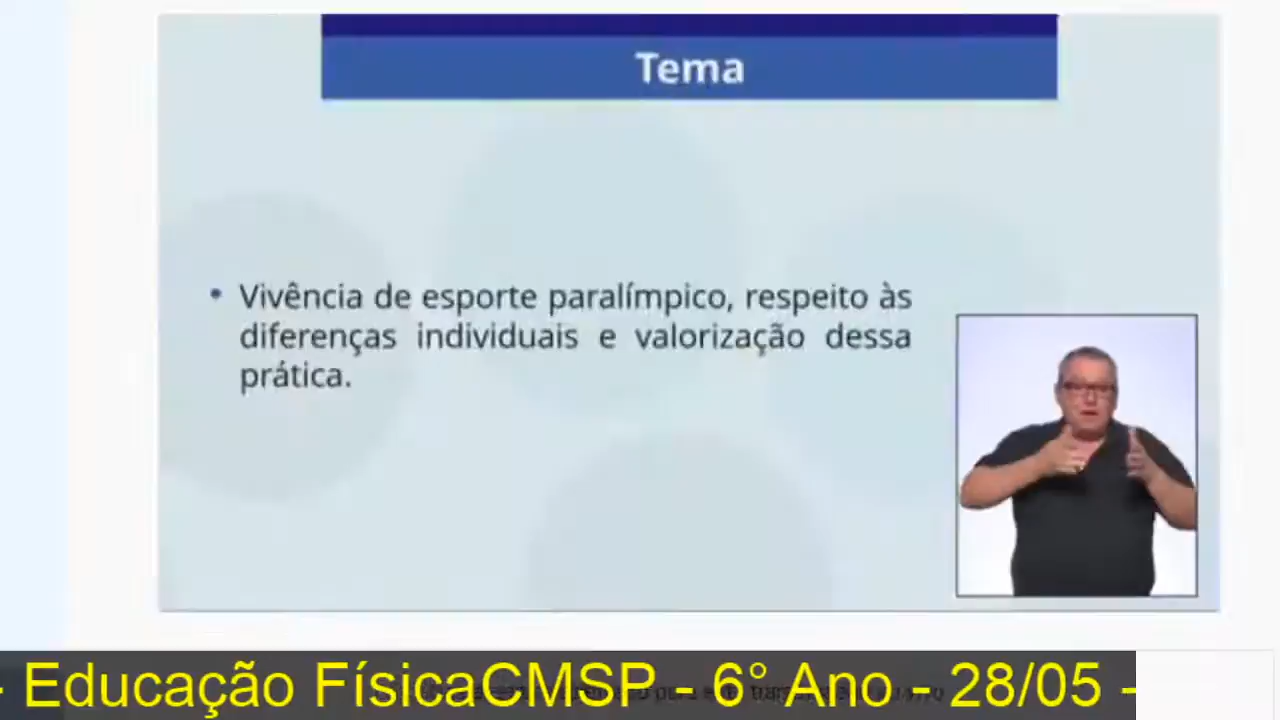 Tema
• Vivência de esporte paralímpico, respeito às
diferenças individuais e valorização dessa
prática.
- Educação FísicaCMSP - 6° Ano - 28/05 -